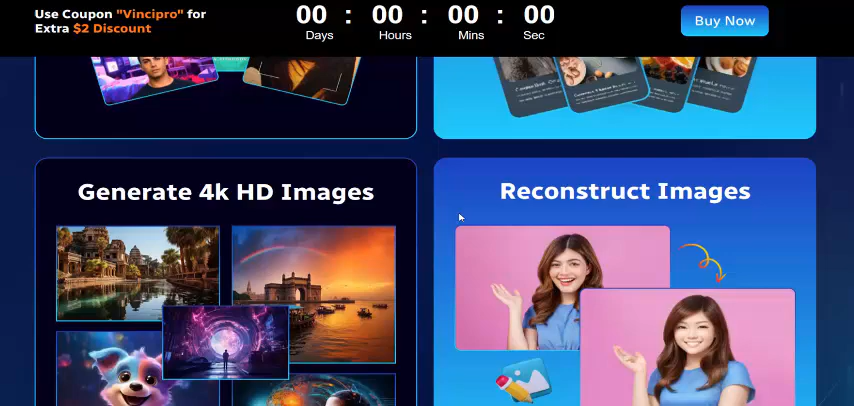 Use Coupon "Vincipro" for
Extra $2 Discount
00 : 00 : 00 : 00
Days Hours Mins Sec
Buy Now
Generate 4k HD Images
Reconstruct Images